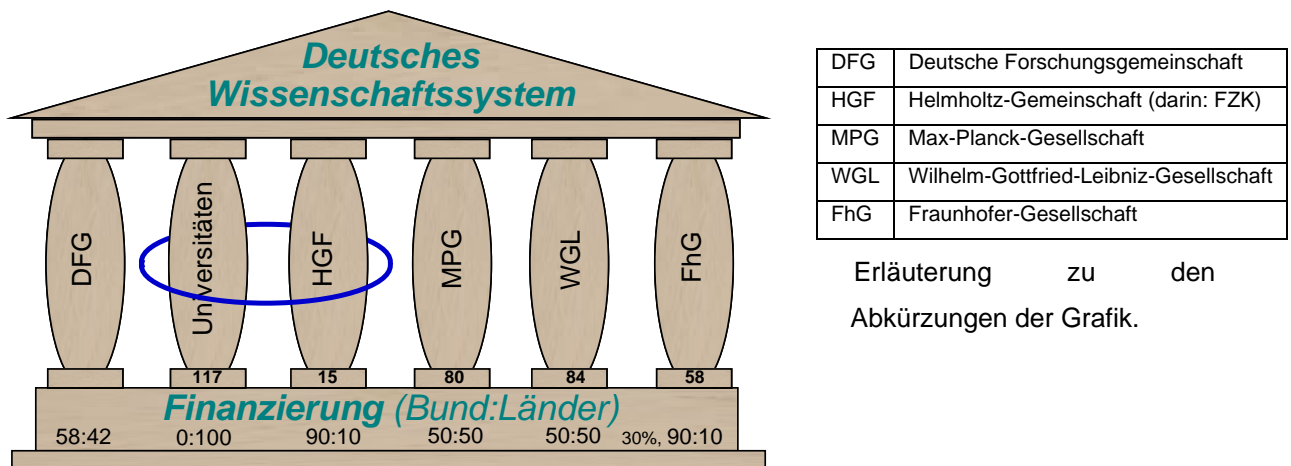 Deutsches
Wissenschaftssystem
DFG
Universitäten
HGF
MPG
WGL
FhG
117
15
80
84
58
Finanzierung (Bund:Länder)
58:42
0:100
90:10
50:50
50:50
30%, 90:10
DFG Deutsche Forschungsgemeinschaft
HGF Helmholtz-Gemeinschaft (darin: FZK)
MPG Max-Planck-Gesellschaft
WGL Wilhelm-Gottfried-Leibniz-Gesellschaft
FhG Fraunhofer-Gesellschaft
Erläuterung zu den
Abkürzungen der Grafik.